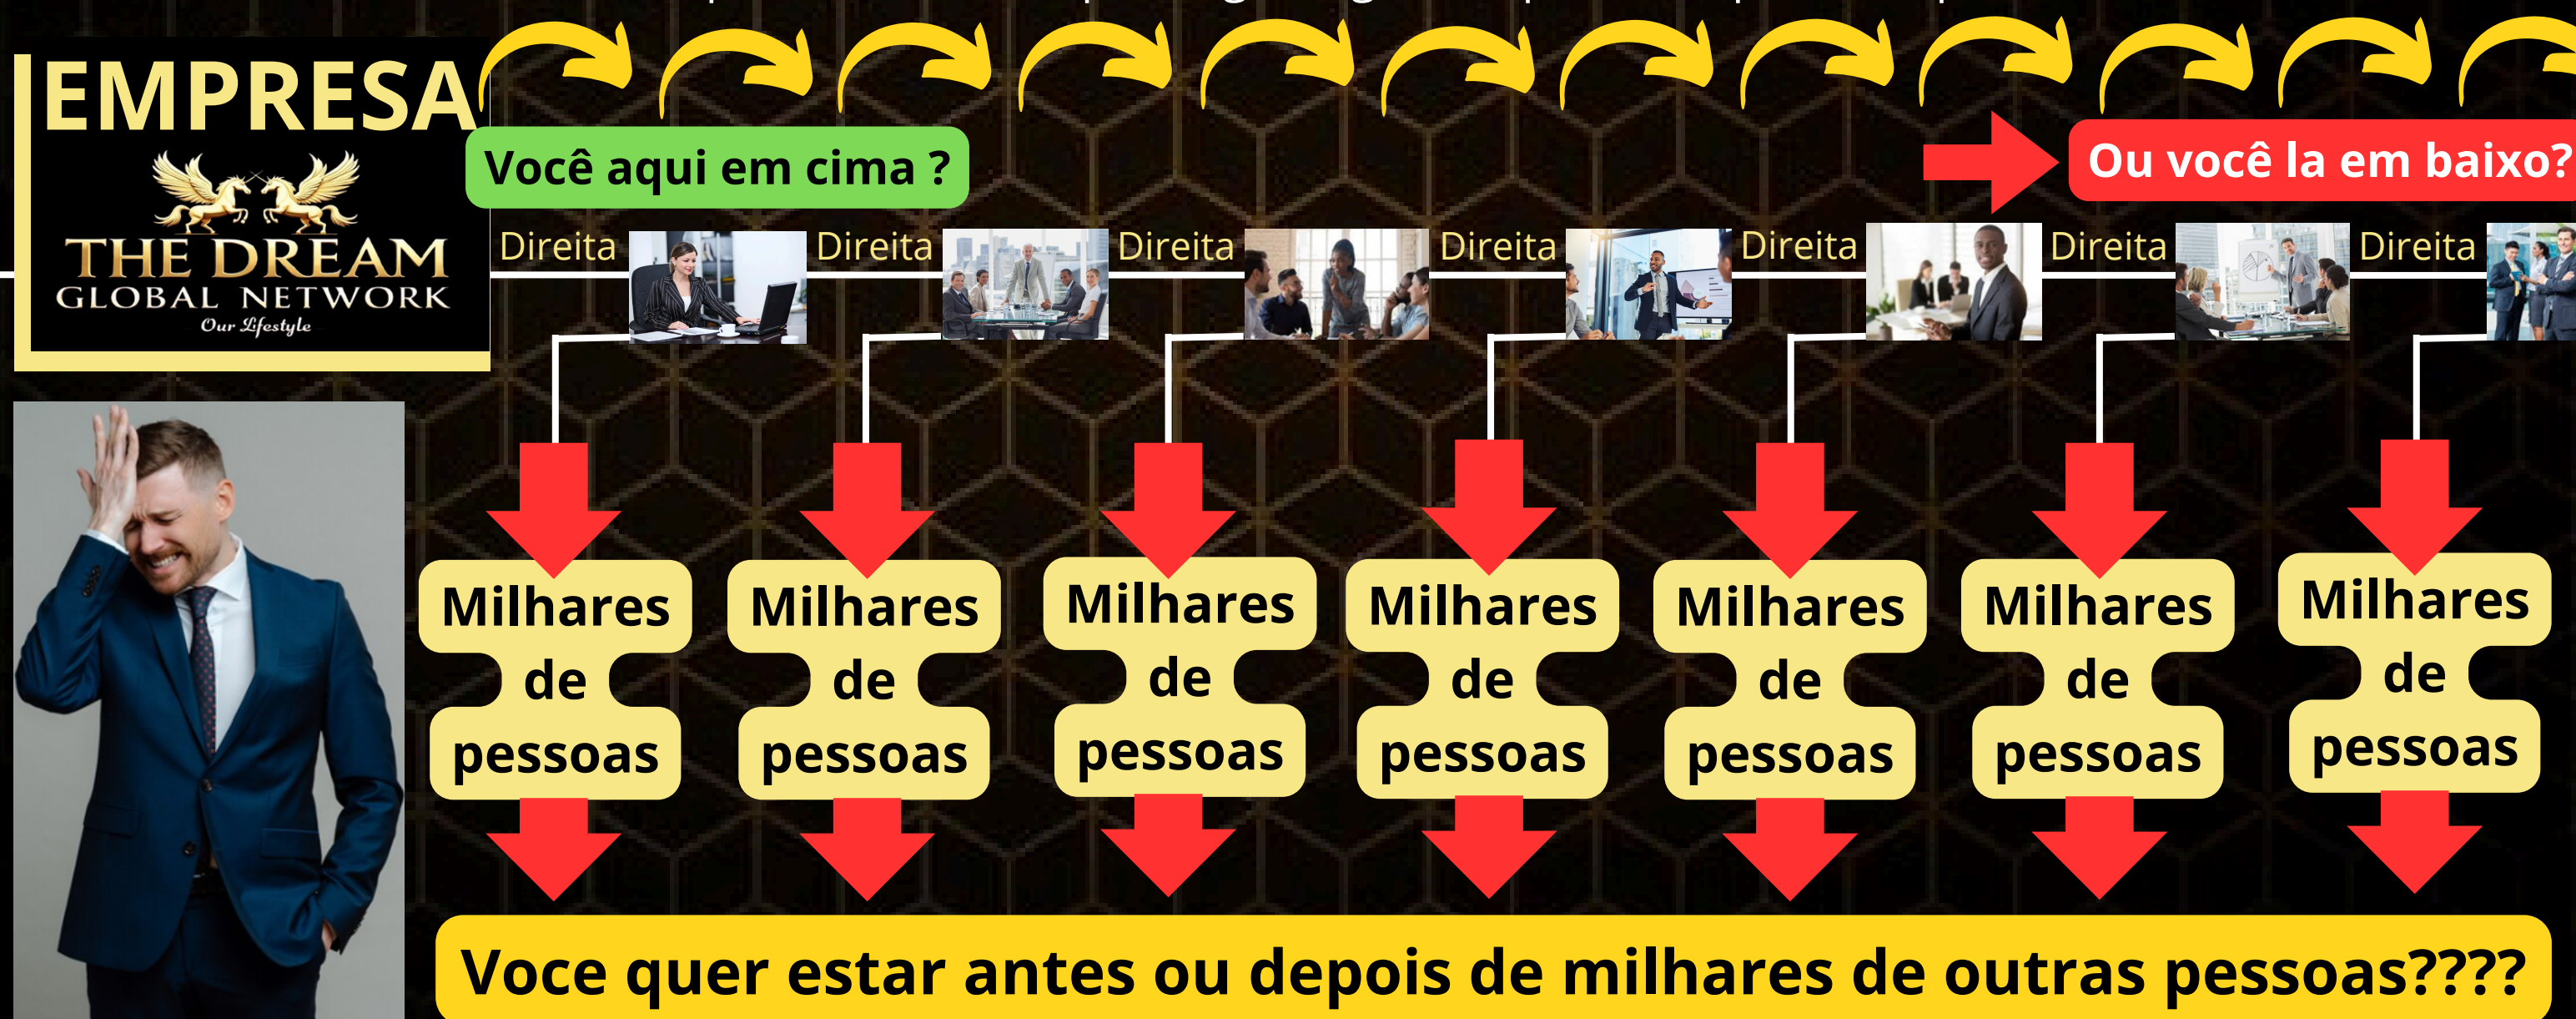 EMPRESA
THE DREAM
GLOBAL NETWORK
Our Lifestyle
Você aqui em cima ?
Ou você la em baixo?
Direita
Direita
Direita
Direita
Direita
Direita
Direita
Milhares
de
pessoas
Milhares
de
pessoas
Milhares
de
pessoas
Milhares
de
pessoas
Milhares
de
pessoas
Milhares
de
pessoas
Milhares
de
pessoas
Voce quer estar antes ou depois de milhares de outras pessoas????